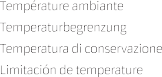 Température ambiante
Temperaturbegrenzung
Temperatura di conservazione
Limitación de temperature